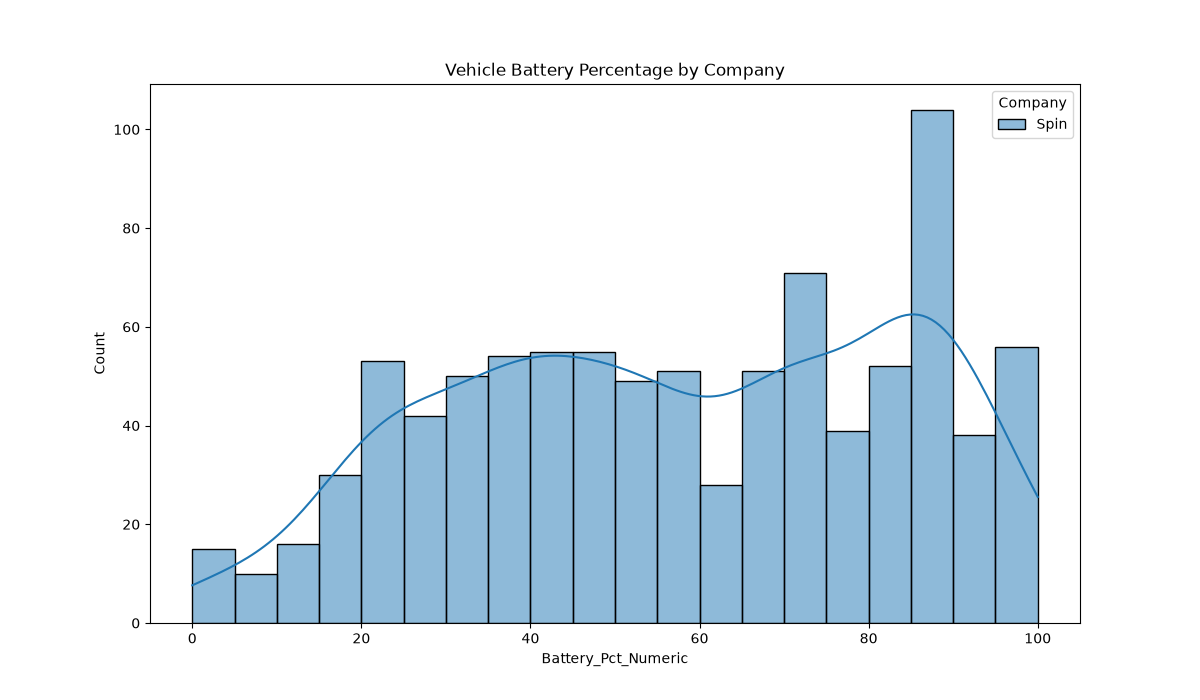 Vehicle Battery Percentage by Company
Company
Spin
100
80
60
40
20
0
Count
0 20 40 60 80 100
Battery_Pct_Numeric